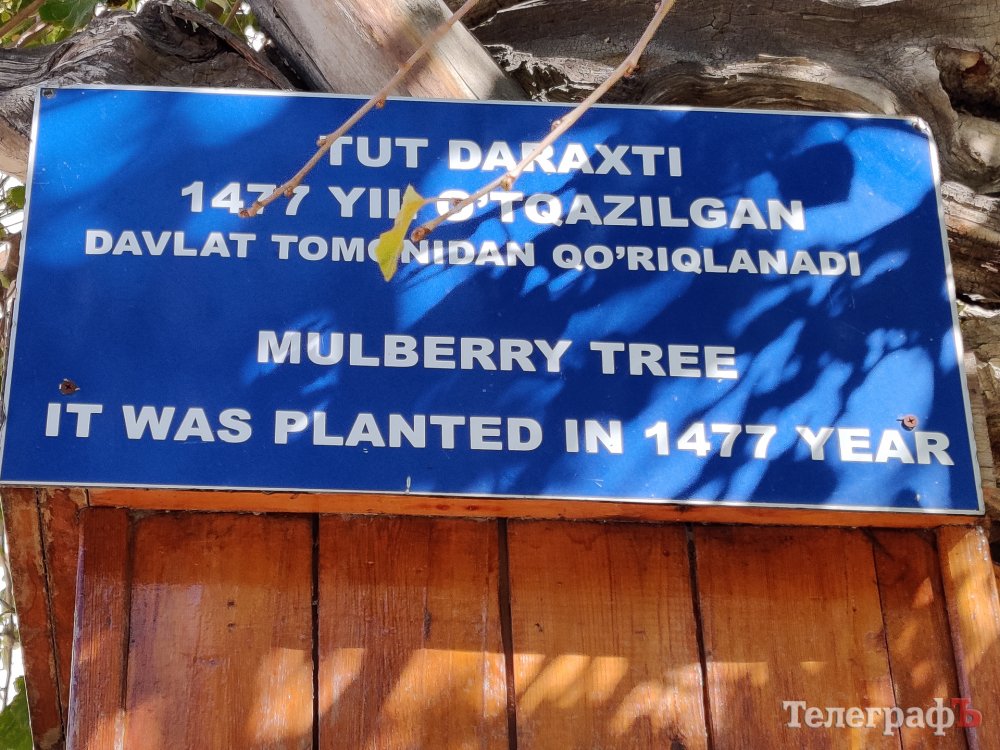 TUT DARAXTI
1477 YIL O'TQAZILGAN
DAVLAT TOMONIDAN QO'RIQLANADI
MULBERRY TREE
IT WAS PLANTED IN 1477 YEAR
ТелеграфЪ